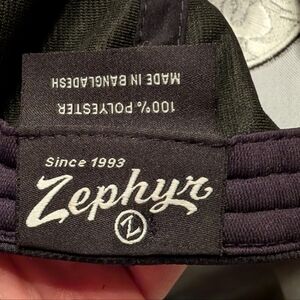 100% POLYESTER
MADE IN BANGLADESH
Since 1993
Zephyr
Z